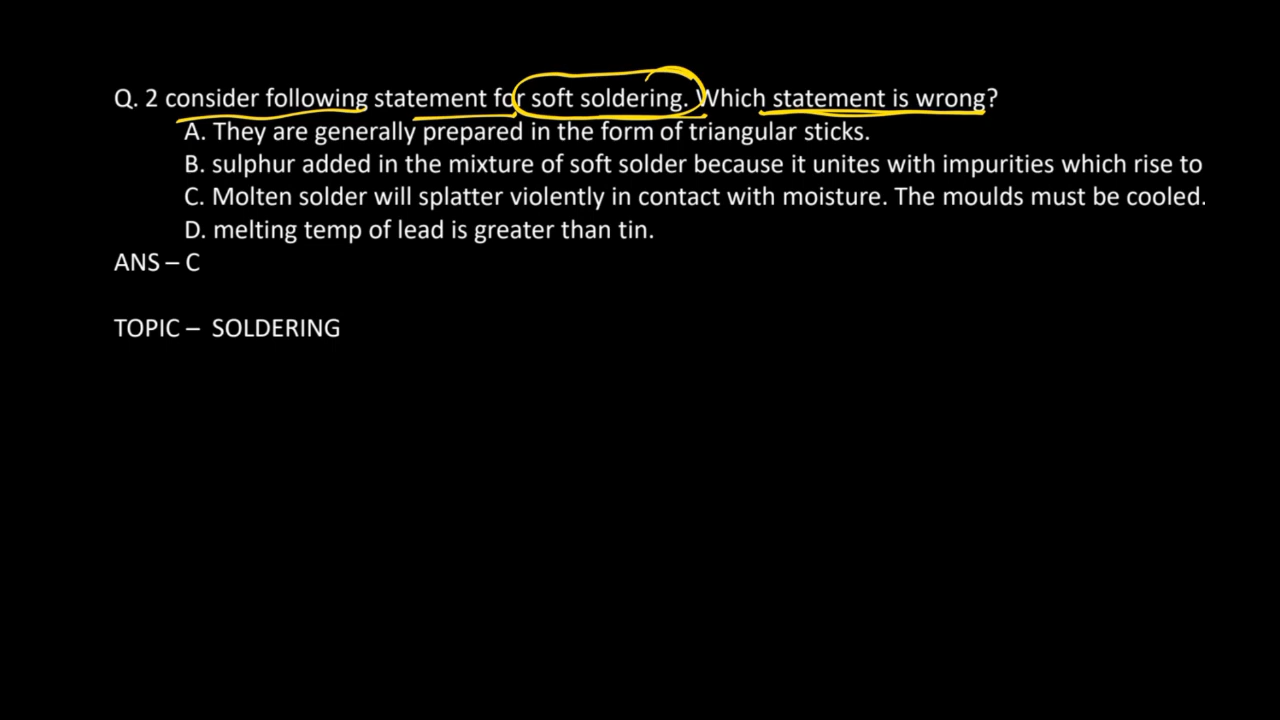 Q. 2 consider following statement for soft soldering. Which statement is wrong?
A. They are generally prepared in the form of triangular sticks.
B. sulphur added in the mixture of soft solder because it unites with impurities which rise to
C. Molten solder will splatter violently in contact with moisture. The moulds must be cooled.
D. melting temp of lead is greater than tin.
ANS – C
TOPIC – SOLDERING